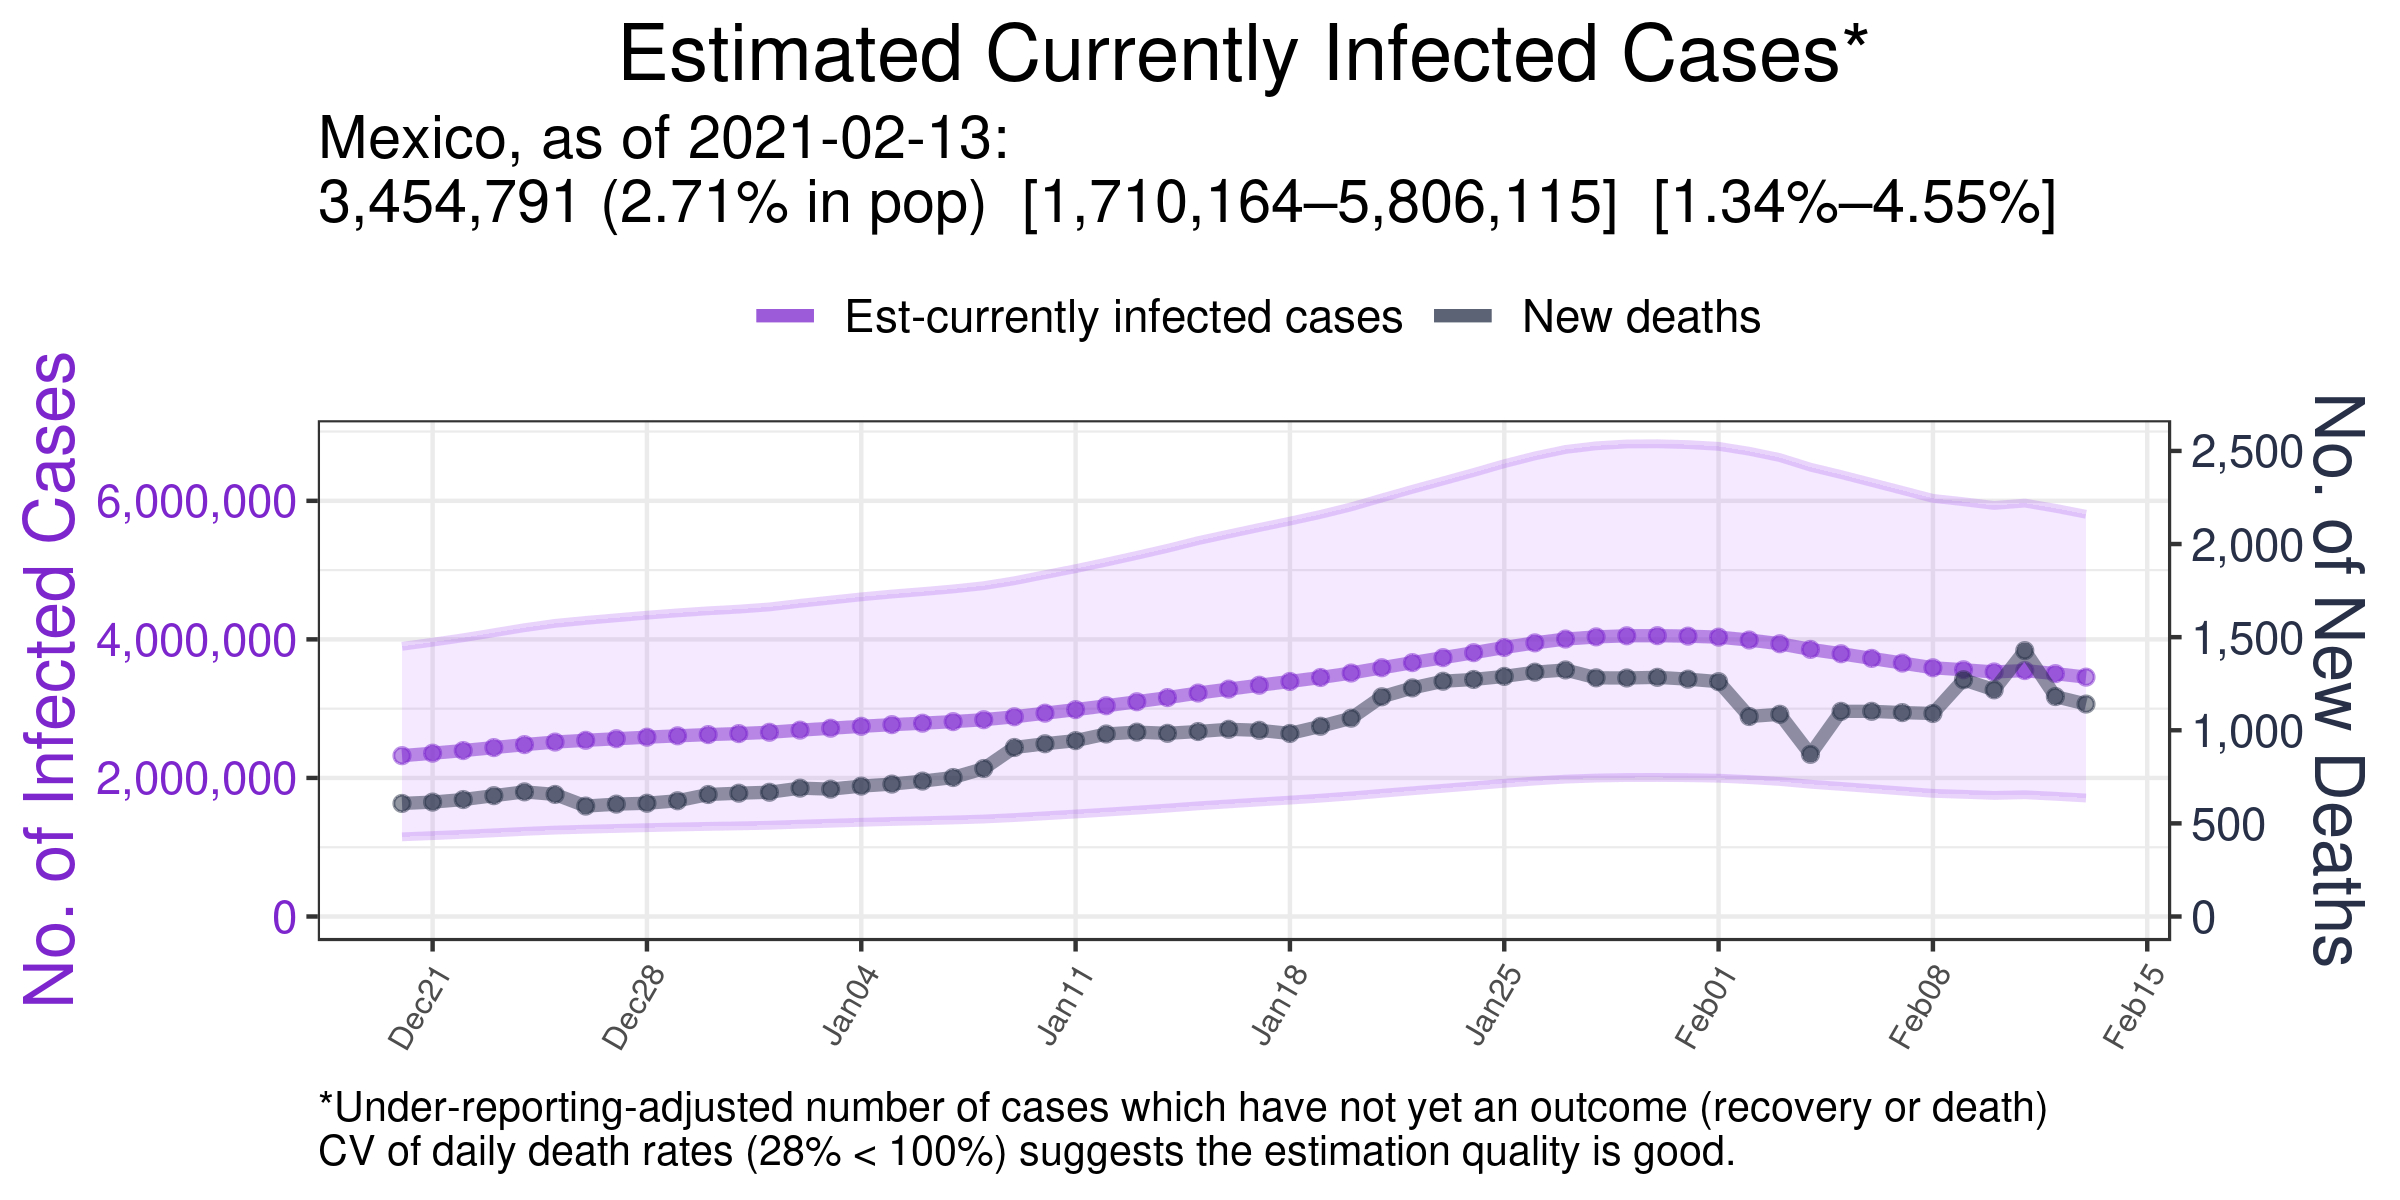 Estimated Currently Infected Cases*
Mexico, as of 2021-02-13:
3,454,791 (2.71% in pop) [1,710,164–5,806,115] [1.34%–4.55%]
Est-currently infected cases New deaths
No. of Infected Cases
6,000,000
4,000,000
2,000,000
0
2,500
2,000
1,500
1,000
500
0
No. of New Deaths
Dec21 Dec28 Jan04 Jan11 Jan18 Jan25 Feb01 Feb08 Feb15
*Under-reporting-adjusted number of cases which have not yet an outcome (recovery or death)
CV of daily death rates (28% < 100%) suggests the estimation quality is good.